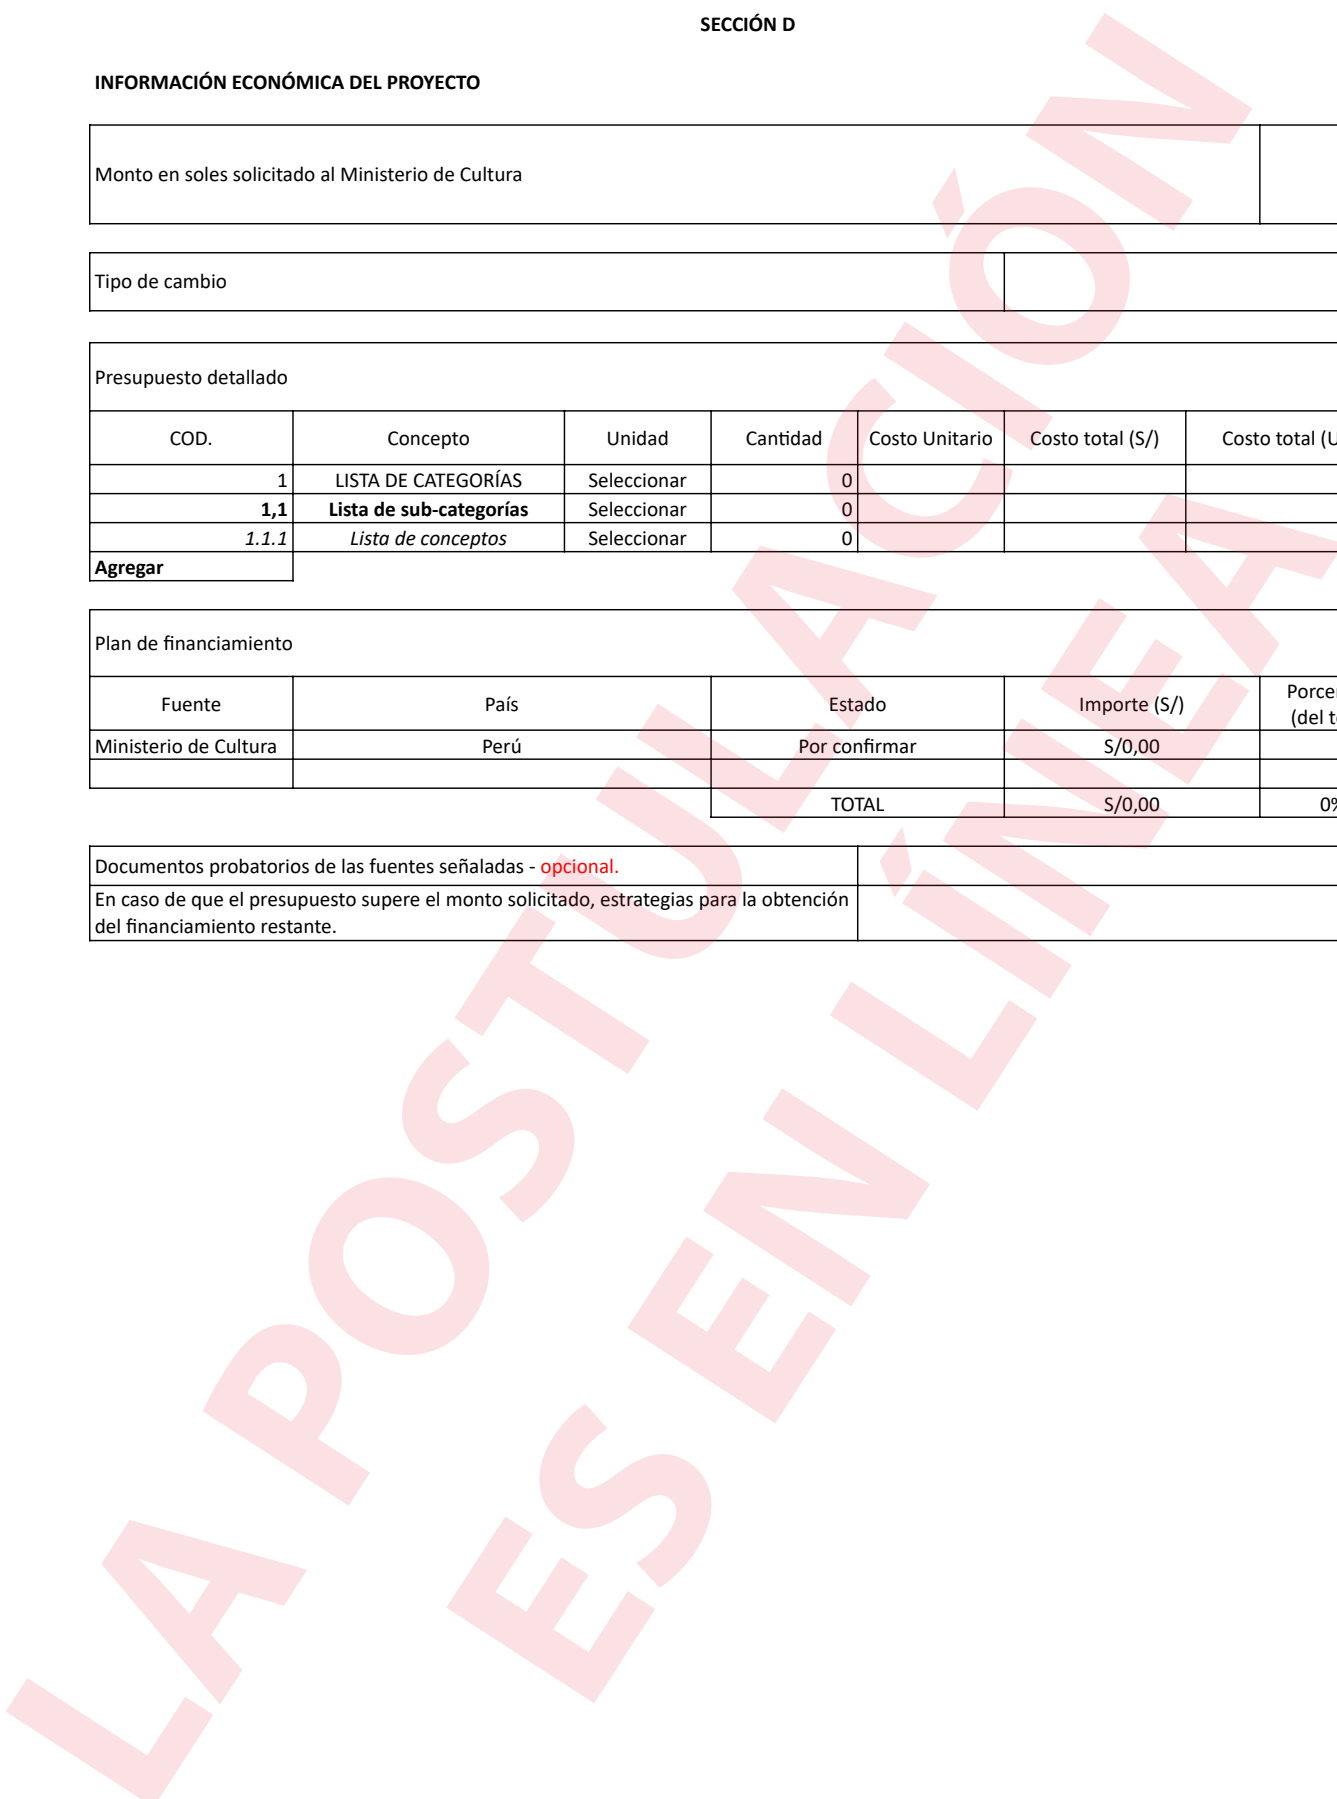 SECCIÓN D
INFORMACIÓN ECONÓMICA DEL PROYECTO
Monto en soles solicitado al Ministerio de Cultura
Tipo de cambio
Presupuesto detallado
COD. Concepto Unidad Cantidad Costo Unitario Costo total (S/) Costo total (U
1 LISTA DE CATEGORÍAS Seleccionar 0
1,1 Lista de sub-categorías Seleccionar 0
1.1.1 Lista de conceptos Seleccionar 0
Agregar
Plan de financiamiento
Fuente País Estado Importe (S/) Porce
(del t
Ministerio de Cultura Perú Por confirmar S/0,00
TOTAL S/0,00 0%
Documentos probatorios de las fuentes señaladas - opcional.
En caso de que el presupuesto supere el monto solicitado, estrategias para la obtención
del financiamiento restante.
LA POSTULACIÓN
ES EN LÍNEA